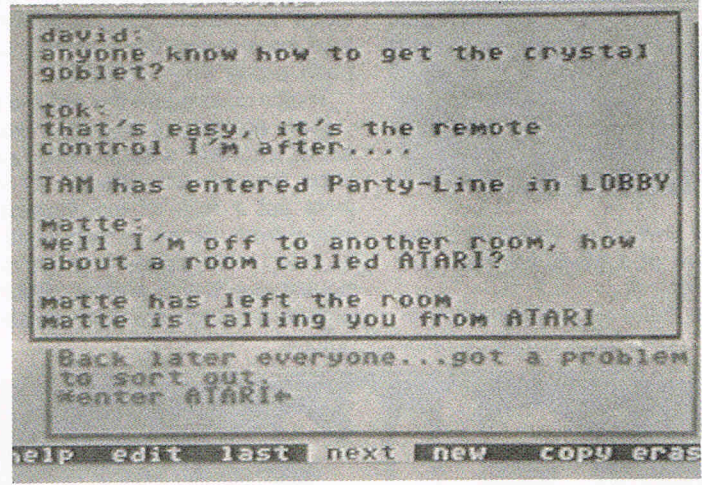 david:
anyone know how to get the crystal
goblet?
tok:
that's easy, it's the remote
control I'm after....
TAM has entered Party-Line in LOBBY
matte:
well I'm off to another room, how
about a room called ATARI?
matte has left the room
matte is calling you from ATARI
Back later everyone...got a problem
to sort out.
*enter ATARI←
help edit last next new copy eras